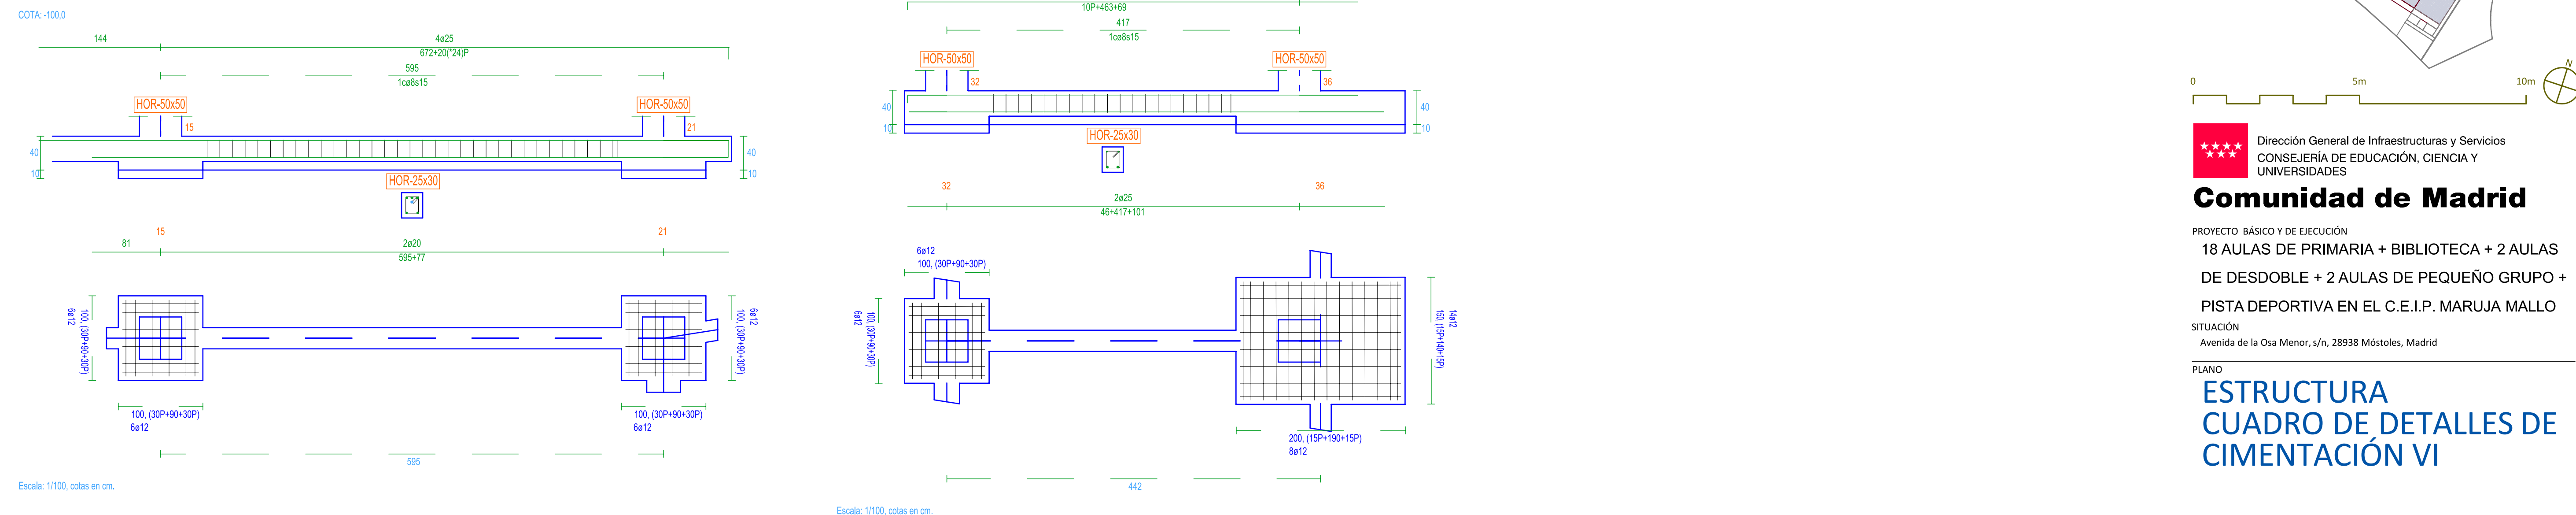 COTA: -100,0
144
4ø25
672+20(*24)P
595
1cø8s15
HOR-50x50
HOR-50x50
15
21
40
10
40
10
HOR-25x30
15
21
81
2ø20
595+77
6ø12
100, (30P+90+30P)
6ø12
100, (30P+90+30P)
100, (30P+90+30P)
6ø12
100, (30P+90+30P)
6ø12
595
Escala: 1/100, cotas en cm.
10P+463+69
417
1cø8s15
HOR-50x50
HOR-50x50
32
36
40
10
40
10
HOR-25x30
32
36
2ø25
46+417+101
6ø12
100, (30P+90+30P)
6ø12
100, (30P+90+30P)
14ø12
150, (15P+140+15P)
200, (15P+190+15P)
8ø12
442
Escala: 1/100, cotas en cm.
0
5m
10m
N
Dirección General de Infraestructuras y Servicios
CONSEJERÍA DE EDUCACIÓN, CIENCIA Y
UNIVERSIDADES
Comunidad de Madrid
PROYECTO BÁSICO Y DE EJECUCIÓN
18 AULAS DE PRIMARIA + BIBLIOTECA + 2 AULAS
DE DESDOBLE + 2 AULAS DE PEQUEÑO GRUPO +
PISTA DEPORTIVA EN EL C.E.I.P. MARUJA MALLO
SITUACIÓN
Avenida de la Osa Menor, s/n, 28938 Móstoles, Madrid
PLANO
ESTRUCTURA
CUADRO DE DETALLES DE
CIMENTACIÓN VI